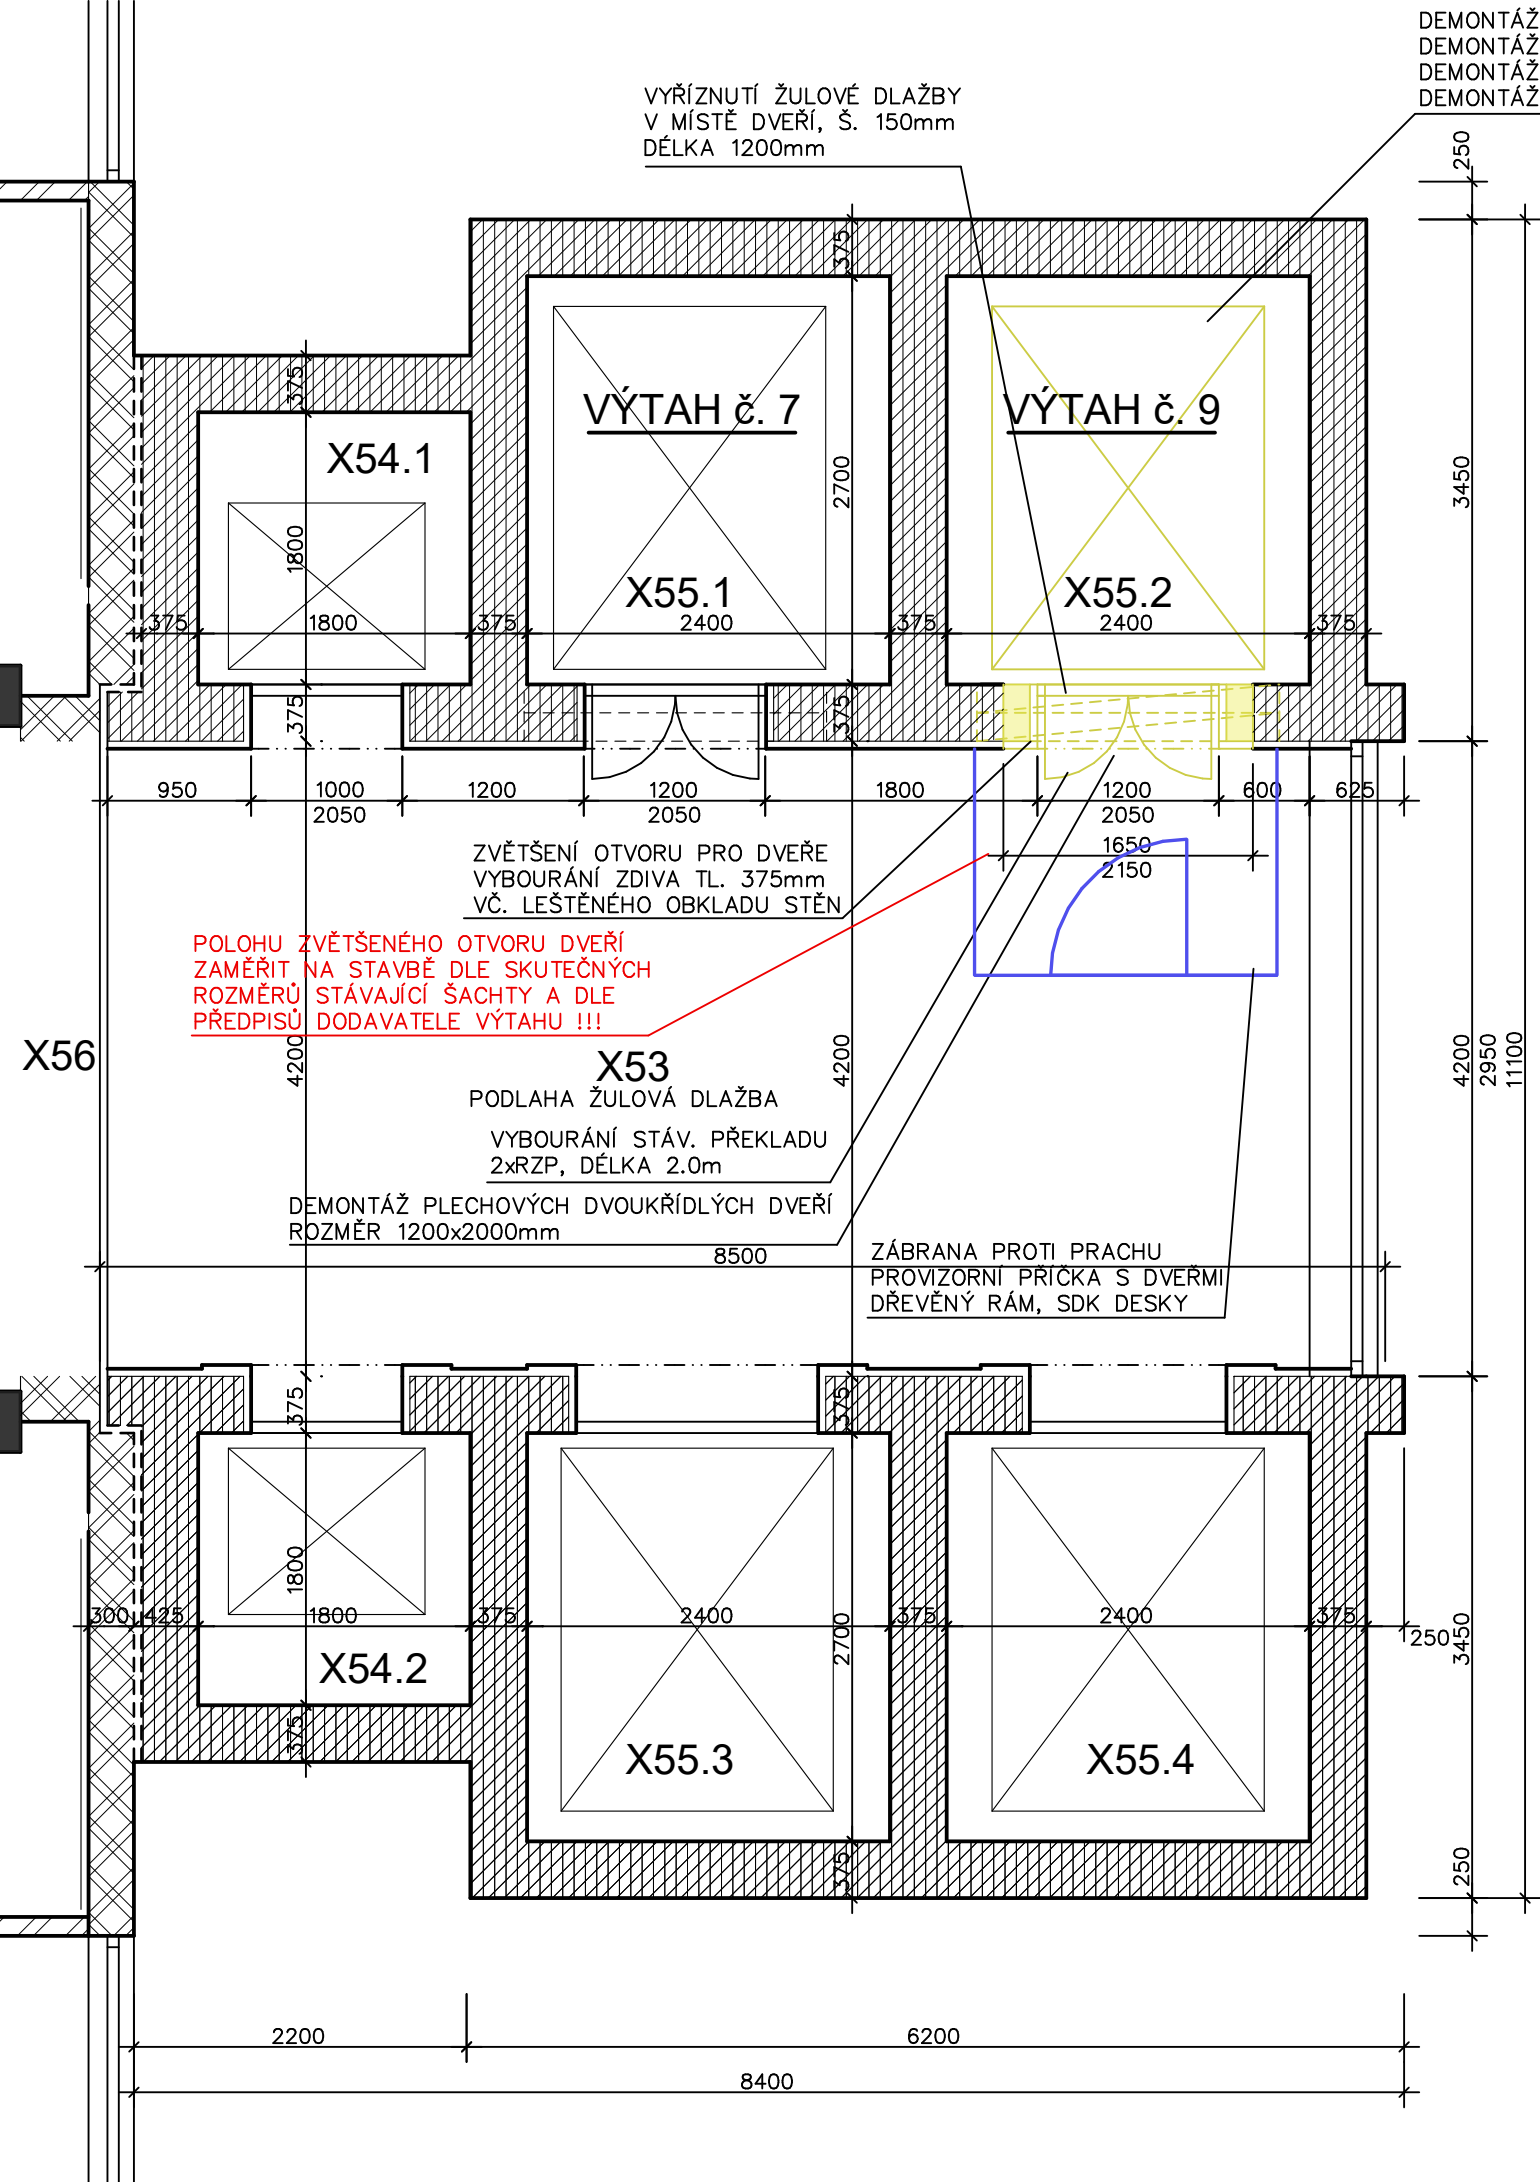 DEMONTÁŽ
DEMONTÁŽ
DEMONTÁŽ
DEMONTÁŽ
VYŘÍZNUTÍ ŽULOVÉ DLAŽBY
V MÍSTĚ DVEŘÍ, Š. 150mm
DÉLKA 1200mm
250
375
375
VÝTAH č. 7
VÝTAH č. 9
X54.1
2700
3450
1800
X55.1
X55.2
375
1800
375
2400
375
2400
375
375
375
950
1000
2050
1200
1200
2050
1800
1200
2050
600
625
1650
2150
ZVĚTŠENÍ OTVORU PRO DVEŘE
VYBOURÁNÍ ZDIVA TL. 375mm
VČ. LEŠTĚNÉHO OBKLADU STĚN
POLOHU ZVĚTŠENÉHO OTVORU DVEŘÍ
ZAMĚŘIT NA STAVBĚ DLE SKUTEČNÝCH
ROZMĚRŮ STÁVAJÍCÍ ŠACHTY A DLE
PŘEDPISŮ DODAVATELE VÝTAHU !!!
X56
4200
X53
4200
4200
2950
11100
PODLAHA ŽULOVÁ DLAŽBA
VYBOURÁNÍ STÁV. PŘEKLADU
2xRZP, DÉLKA 2.0m
DEMONTÁŽ PLECHOVÝCH DVOUKŘÍDLÝCH DVEŘÍ
ROZMĚR 1200x2000mm
8500
ZÁBRANA PROTI PRACHU
PROVIZORNÍ PŘÍČKA S DVEŘMI
DŘEVĚNÝ RÁM, SDK DESKY
375
375
1800
300
425
1800
375
2400
375
2400
375
250
2700
3450
X54.2
375
X55.3
X55.4
375
250
2200
6200
8400